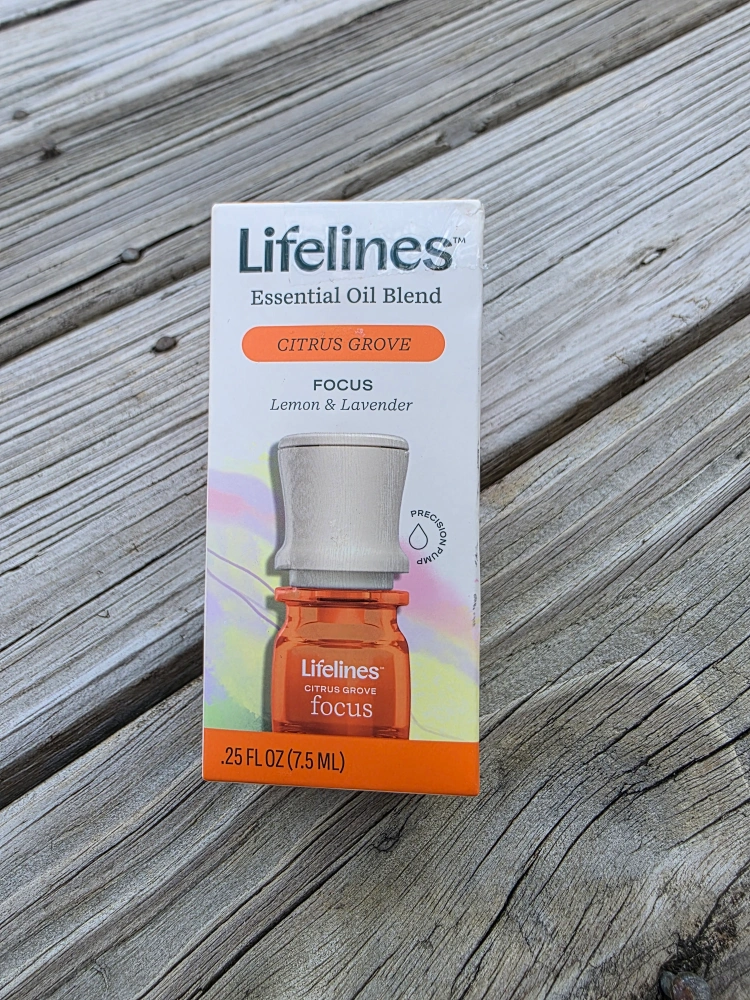 Lifelines™
Essential Oil Blend
CITRUS GROVE
FOCUS
Lemon & Lavender
PRECISION PUMP
Lifelines™
CITRUS GROVE
focus
.25 FL OZ (7.5 ML)